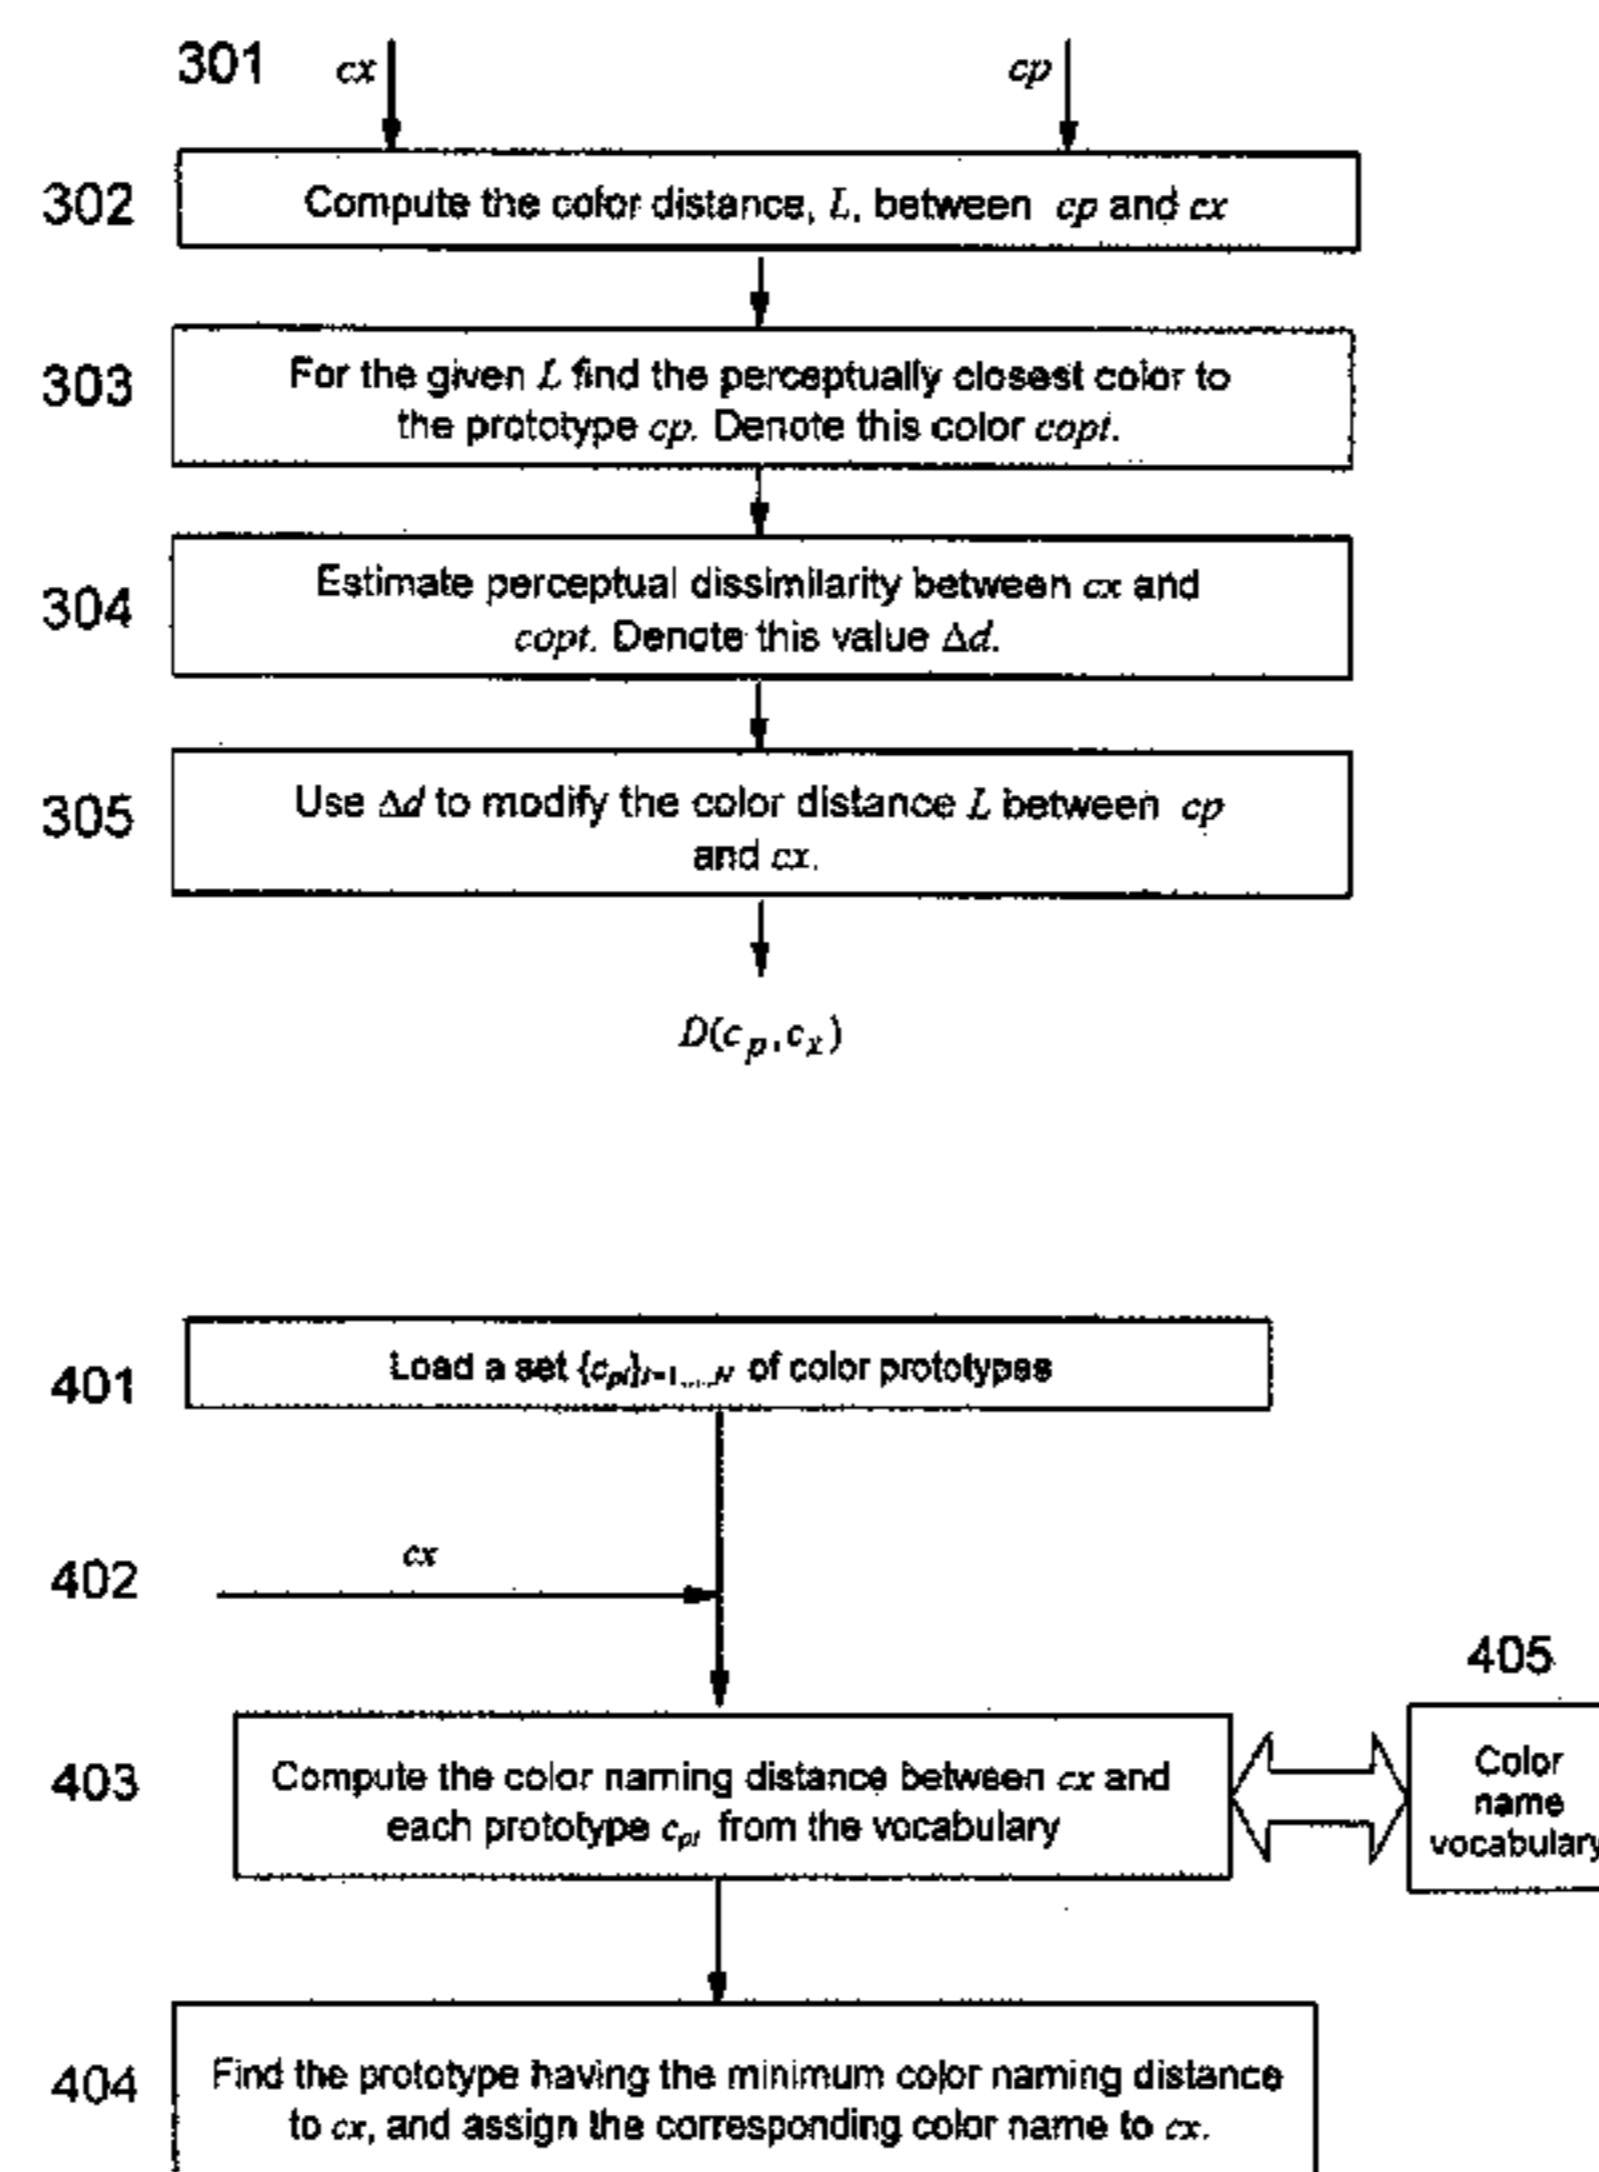 301 cx cp
302 Compute the color distance, L, between cp and cx
303 For the given L find the perceptually closest color to
the prototype cp. Denote this color copt.
304 Estimate perceptual dissimilarity between cx and
copt. Denote this value Δd.
305 Use Δd to modify the color distance L between cp
and cx.
D(c_p, c_x)
401 Load a set {c_pi}i=1,...,N of color prototypes
402 cx
403 Compute the color naming distance between cx and
each prototype c_pi from the vocabulary
405
Color
name
vocabulary
404 Find the prototype having the minimum color naming distance
to cx, and assign the corresponding color name to cx.